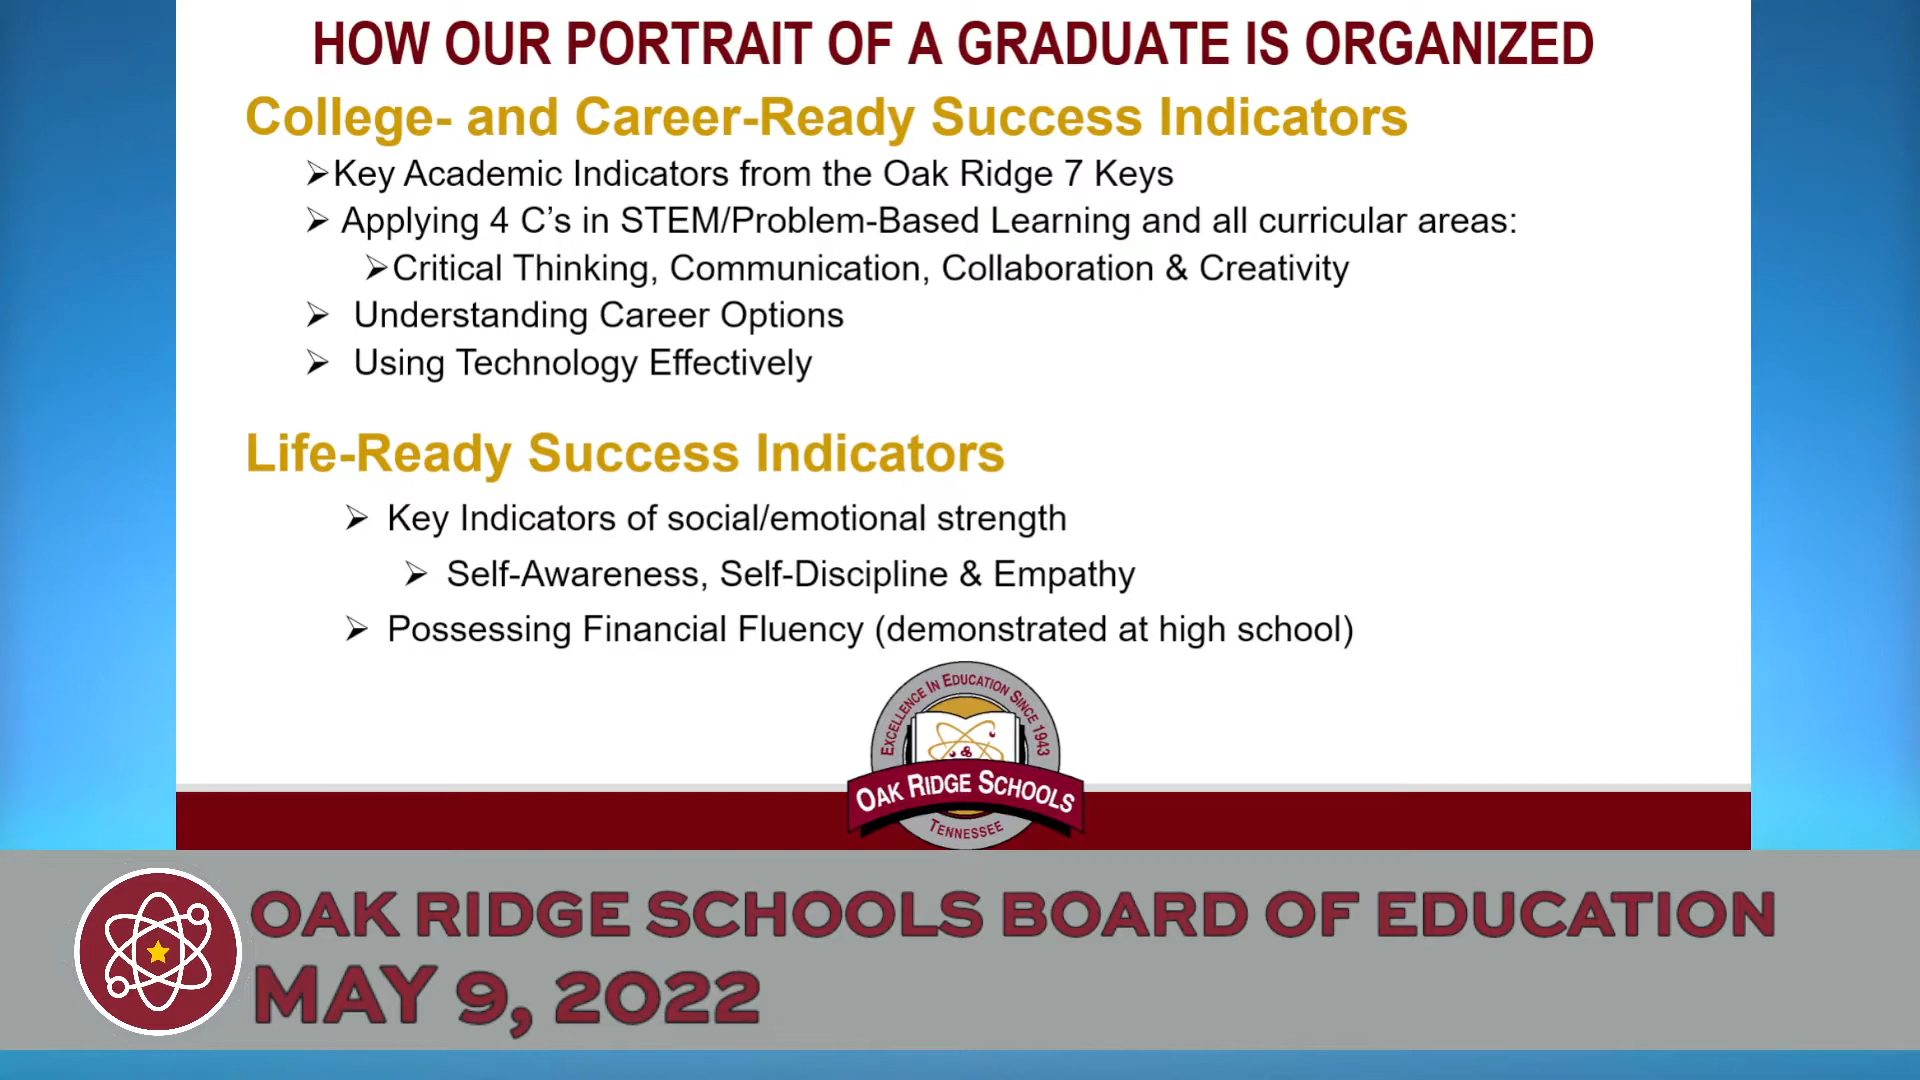 HOW OUR PORTRAIT OF A GRADUATE IS ORGANIZED
College- and Career-Ready Success Indicators
➢Key Academic Indicators from the Oak Ridge 7 Keys
➢ Applying 4 C’s in STEM/Problem-Based Learning and all curricular areas:
➢Critical Thinking, Communication, Collaboration & Creativity
➢ Understanding Career Options
➢ Using Technology Effectively
Life-Ready Success Indicators
➢ Key Indicators of social/emotional strength
➢ Self-Awareness, Self-Discipline & Empathy
➢ Possessing Financial Fluency (demonstrated at high school)
EXCELLENCE IN EDUCATION SINCE 1943
OAK RIDGE SCHOOLS
TENNESSEE
OAK RIDGE SCHOOLS BOARD OF EDUCATION
MAY 9, 2022